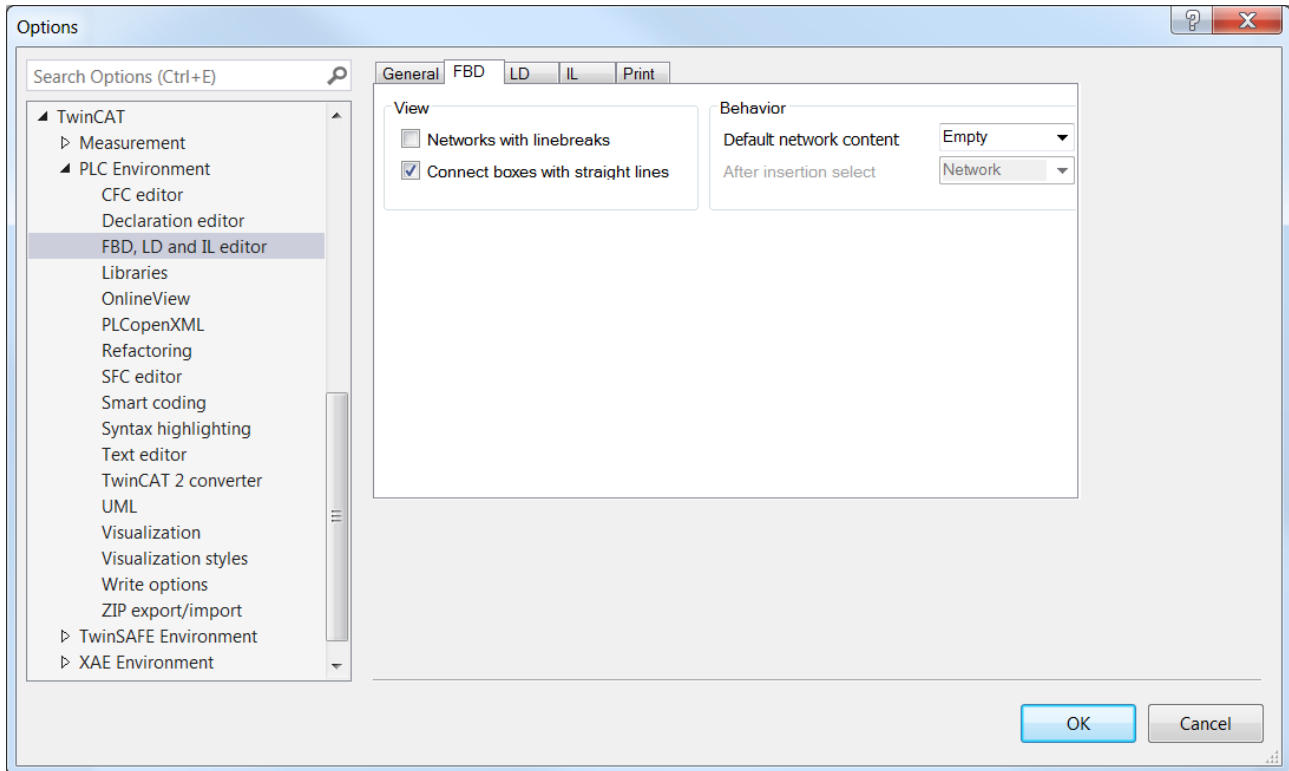 Options
Search Options (Ctrl+E)
TwinCAT
Measurement
PLC Environment
CFC editor
Declaration editor
FBD, LD and IL editor
Libraries
OnlineView
PLCopenXML
Refactoring
SFC editor
Smart coding
Syntax highlighting
Text editor
TwinCAT 2 converter
UML
Visualization
Visualization styles
Write options
ZIP export/import
TwinSAFE Environment
XAE Environment
General FBD LD IL Print
View
Networks with linebreaks
Connect boxes with straight lines
Behavior
Default network content Empty
After insertion select Network
OK Cancel